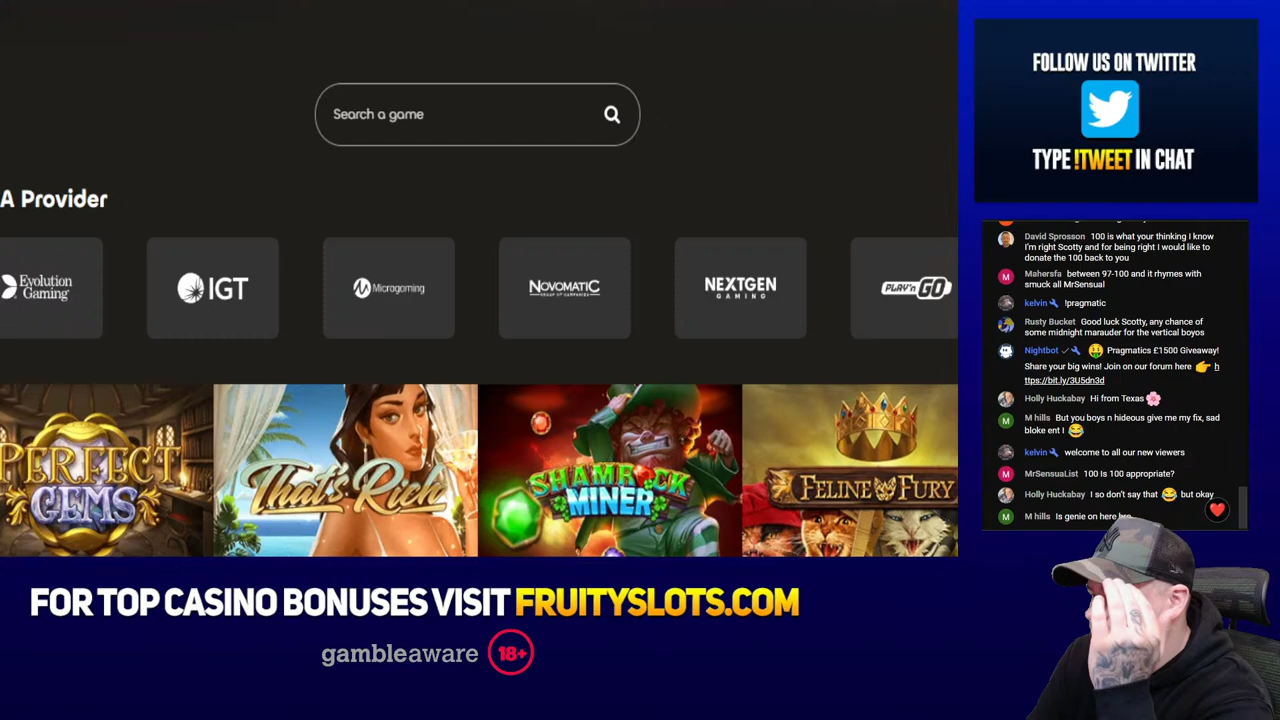 Search a game
A Provider
Evolution
Gaming
IGT
Microgaming
NOVOMATIC
GROUP OF COMPANIES
NEXTGEN
GAMING
PLAY'n GO
PERFECT
GEMS
That's Rich
SHAMROCK
MINER
FELINE FURY
FOR TOP CASINO BONUSES VISIT FRUITYSLOTS.COM
gambleaware 18+
FOLLOW US ON TWITTER
TYPE !TWEET IN CHAT
David Sprosson 100 is what your thinking I know
I'm right Scotty and for being right I would like to
donate the 100 back to you
M Mahersfa between 97-100 and it rhymes with
smuck all MrSensual
kelvin !pragmatic
Rusty Bucket Good luck Scotty, any chance of
some midnight marauder for the vertical boyos
Nightbot 🤑 Pragmatics £1500 Giveaway!
Share your big wins! Join on our forum here 👉 h
ttps://bit.ly/3U5dn3d
Holly Huckabay Hi from Texas🌸
M M hills But you boys n hideous give me my fix, sad
bloke ent I 😂
kelvin welcome to all our new viewers
M MrSensuaList 100 Is 100 appropriate?
Holly Huckabay I so don't say that 😂 but okay
M M hills Is genie on here bro